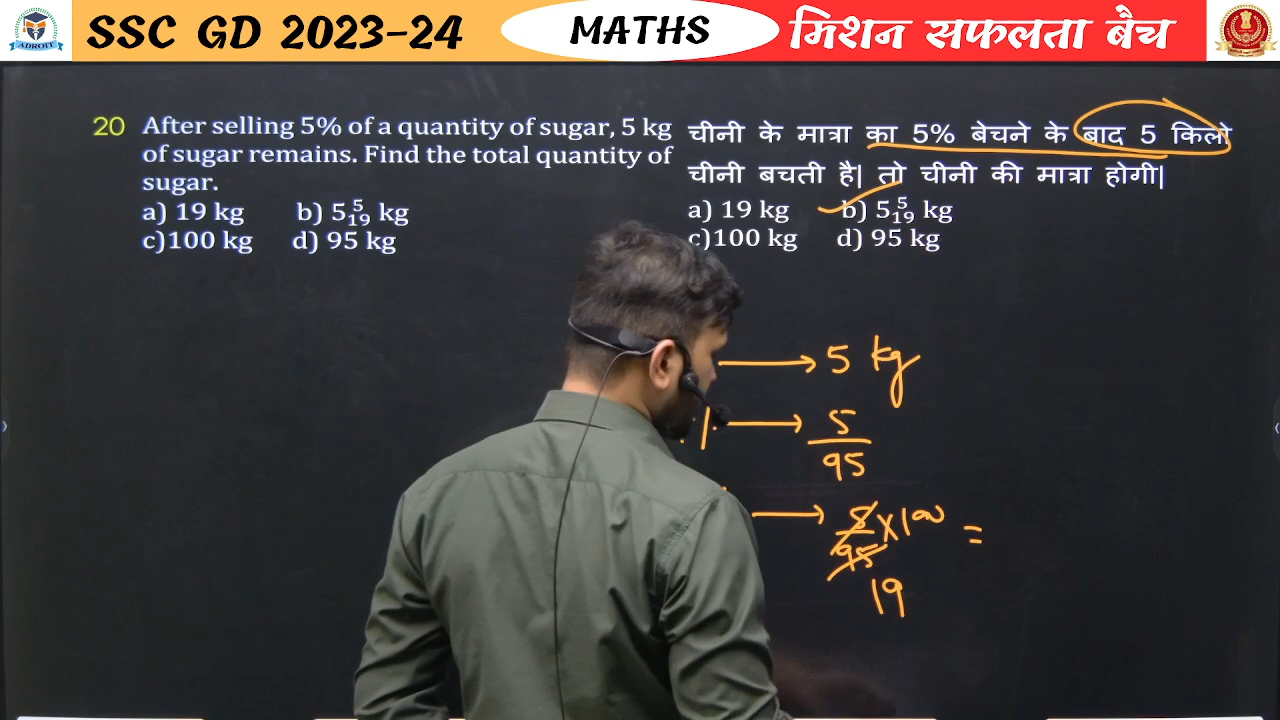 SSC GD 2023-24
MATHS
मिशन सफलता बैच
ADROIT
20 After selling 5% of a quantity of sugar, 5 kg
of sugar remains. Find the total quantity of
sugar.
a) 19 kg b) 5 5/19 kg
c)100 kg d) 95 kg
चीनी के मात्रा का 5% बेचने के बाद 5 किलो
चीनी बचती है| तो चीनी की मात्रा होगी|
a) 19 kg b) 5 5/19 kg
c)100 kg d) 95 kg
→ 5 kg
→ 5/95
→ 5/95 × 100 =
19